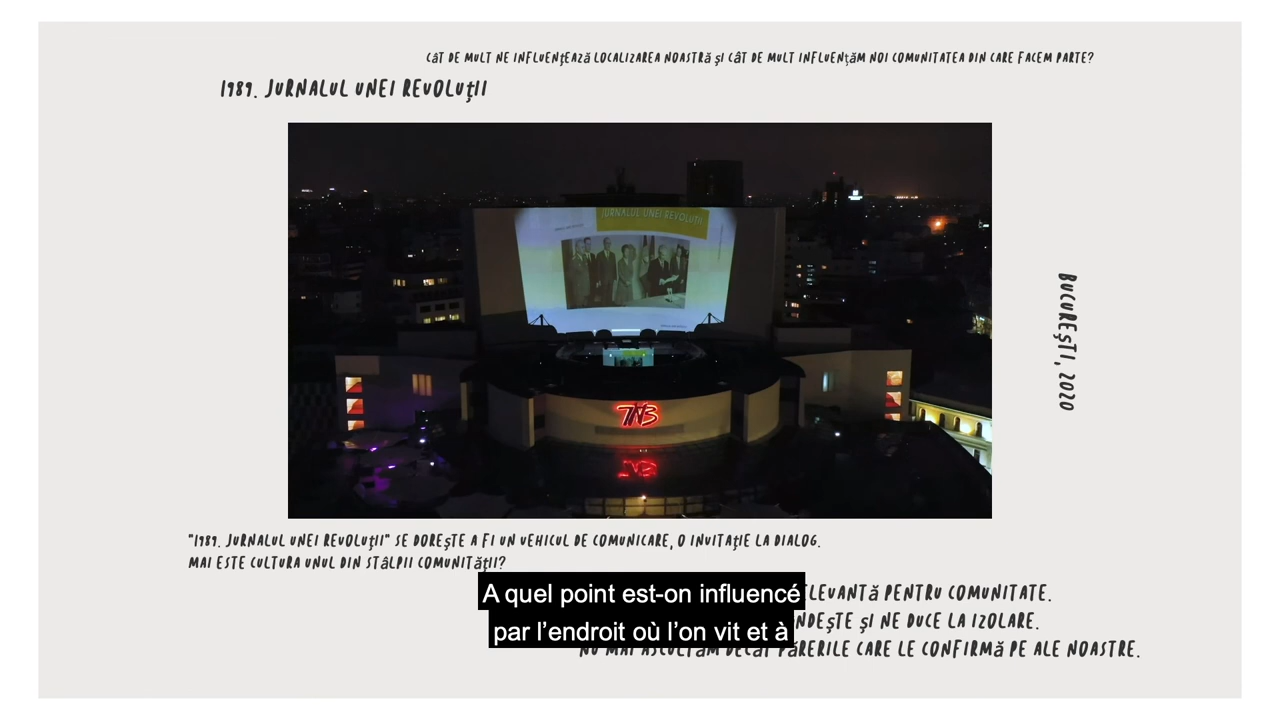 CÂT DE MULT NE INFLUENȚEAZĂ LOCALIZAREA NOASTRĂ ȘI CÂT DE MULT INFLUENȚĂM NOI COMUNITATEA DIN CARE FACEM PARTE?
1989. JURNALUL UNEI REVOLUȚII
JURNALUL UNEI REVOLUȚII
TNB
BUCUREȘTI, 2020
"1989. JURNALUL UNEI REVOLUȚII" SE DOREȘTE A FI UN VEHICUL DE COMUNICARE, O INVITAȚIE LA DIALOG.
MAI ESTE CULTURA UNUL DIN STÂLPII COMUNITĂȚII?
A quel point est-on influencé
par l’endroit où l’on vit et à
PENTRU COMUNITATE.
ȘI NE DUCE LA IZOLARE.
NU MAI ASCULTĂM DECÂT PĂRERILE CARE LE CONFIRMĂ PE ALE NOASTRE.